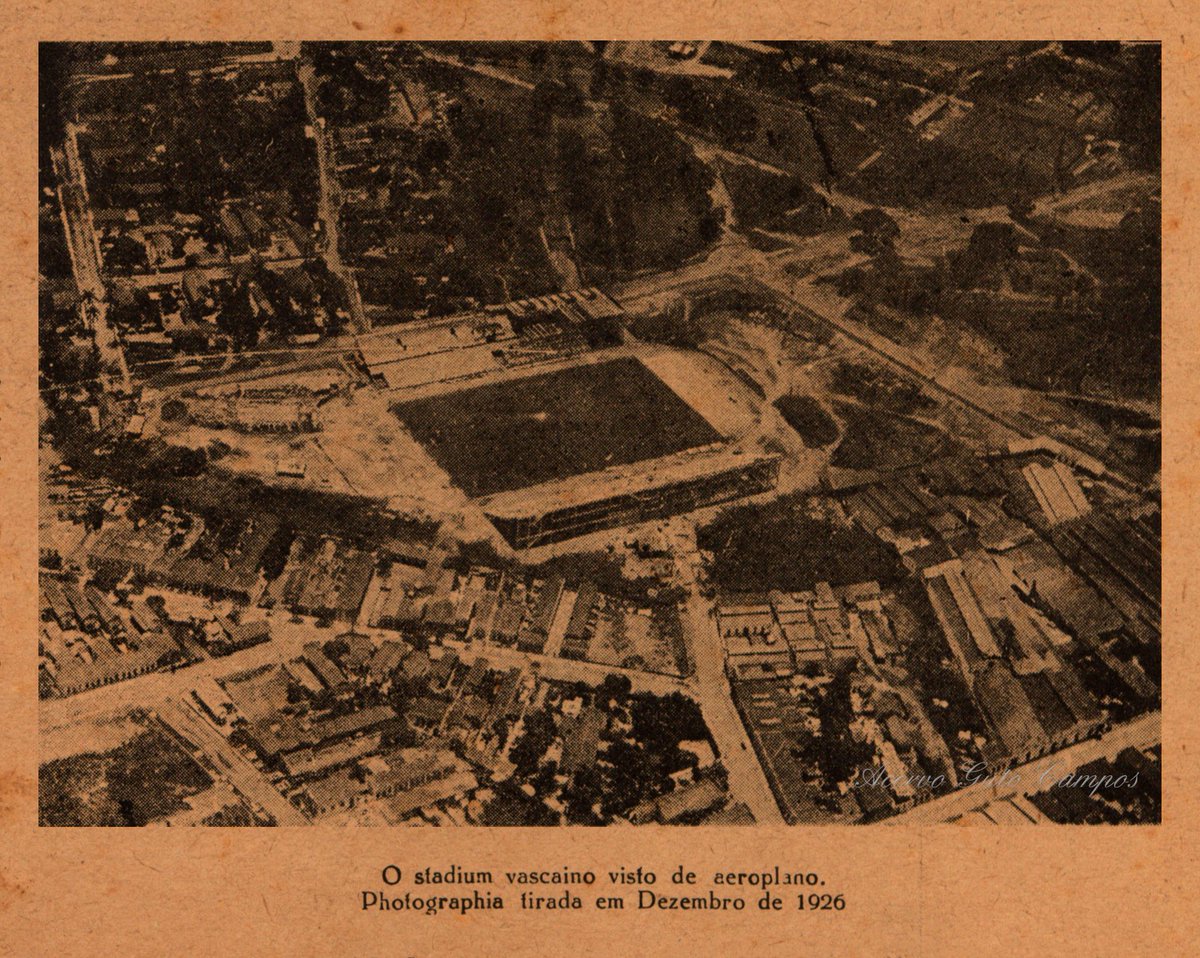 Acervo Guto Campos
O stadium vascaino visto de aeroplano.
Photographia tirada em Dezembro de 1926